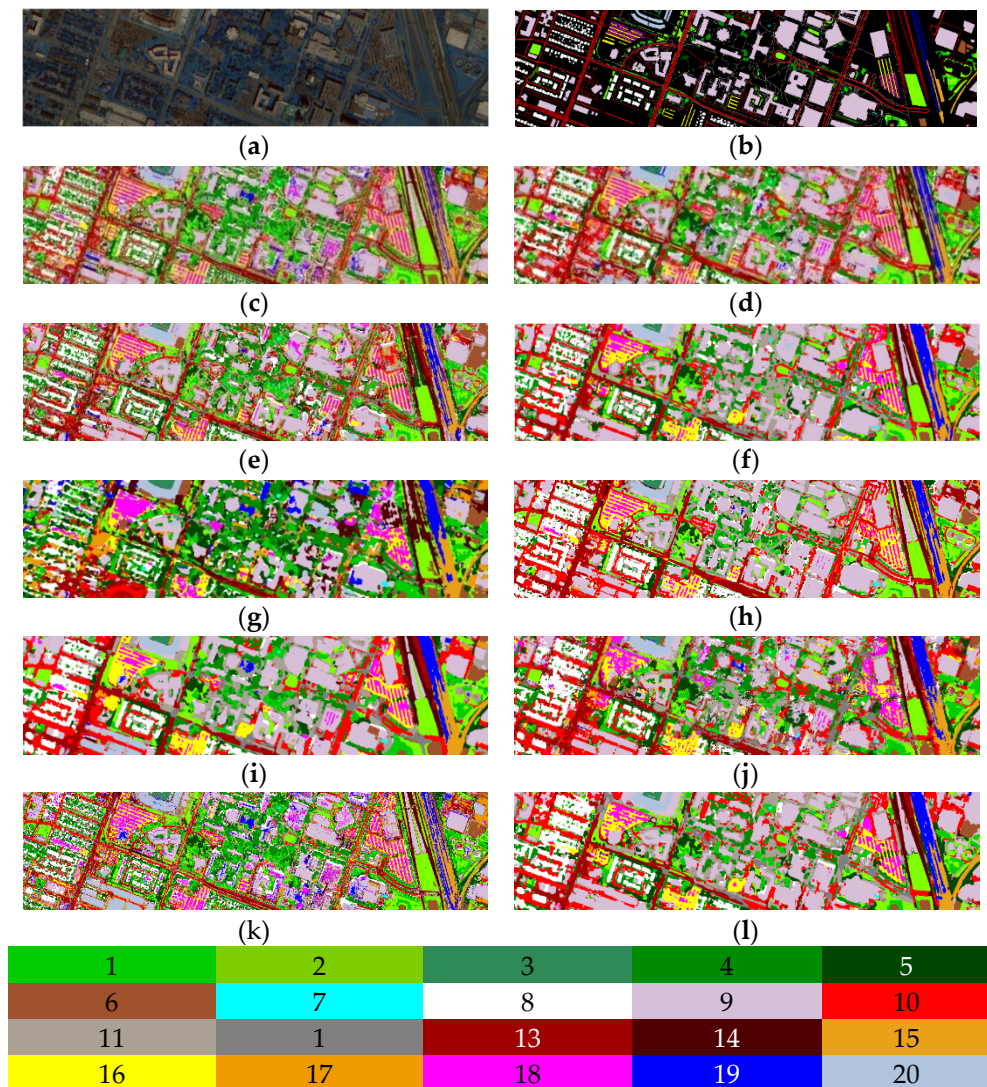 (a) (b)
(c) (d)
(e) (f)
(g) (h)
(i) (j)
(k) (l)
1 2 3 4 5
6 7 8 9 10
11 1 13 14 15
16 17 18 19 20